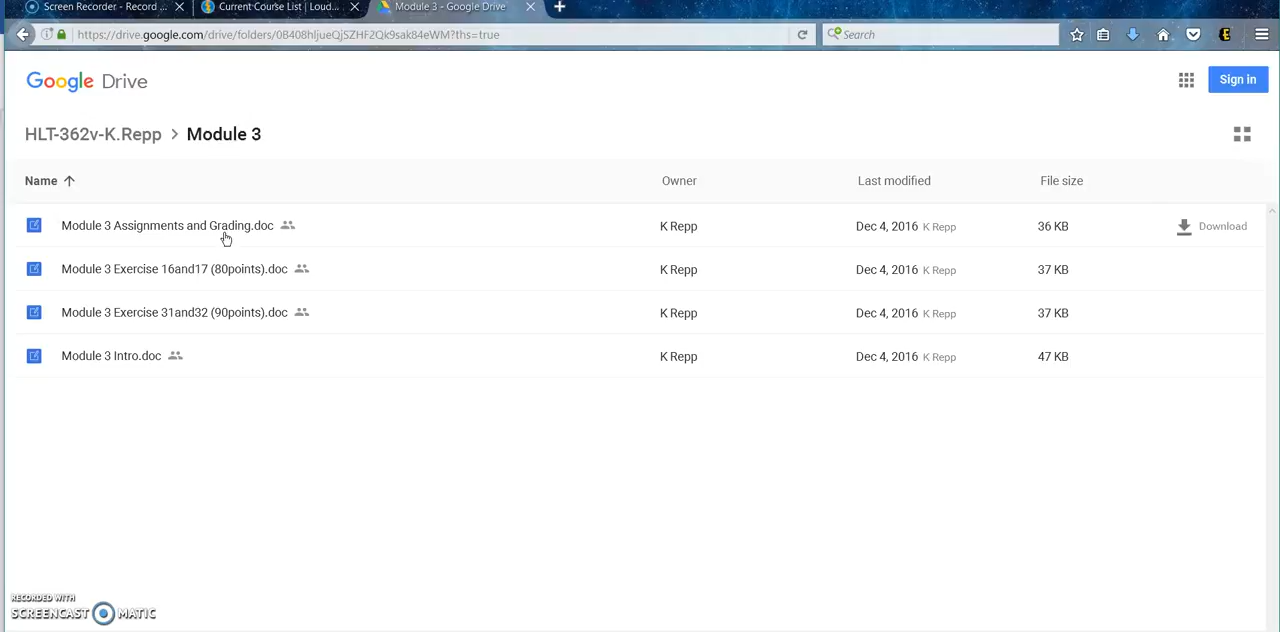 Screen Recorder - Record ...
Current Course List | Loud...
Module 3 - Google Drive
https://drive.google.com/drive/folders/0B408hljueQjSZHF2Qk9sak84eWM?ths=true
Search
Google Drive
Sign in
HLT-362v-K.Repp > Module 3
Name Owner Last modified File size
Module 3 Assignments and Grading.doc K Repp Dec 4, 2016 K Repp 36 KB Download
Module 3 Exercise 16and17 (80points).doc K Repp Dec 4, 2016 K Repp 37 KB
Module 3 Exercise 31and32 (90points).doc K Repp Dec 4, 2016 K Repp 37 KB
Module 3 Intro.doc K Repp Dec 4, 2016 K Repp 47 KB
RECORDED WITH
SCREENCAST MATIC